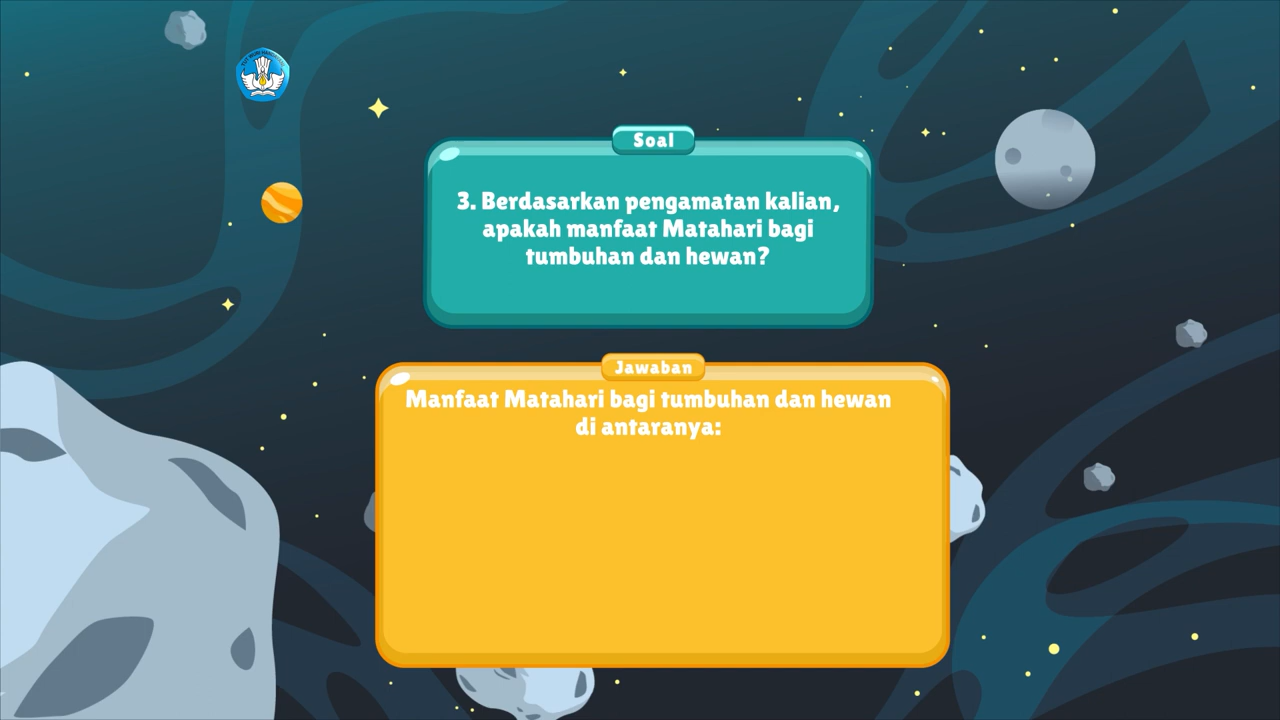 Soal
3. Berdasarkan pengamatan kalian,
apakah manfaat Matahari bagi
tumbuhan dan hewan?
Jawaban
Manfaat Matahari bagi tumbuhan dan hewan
di antaranya: